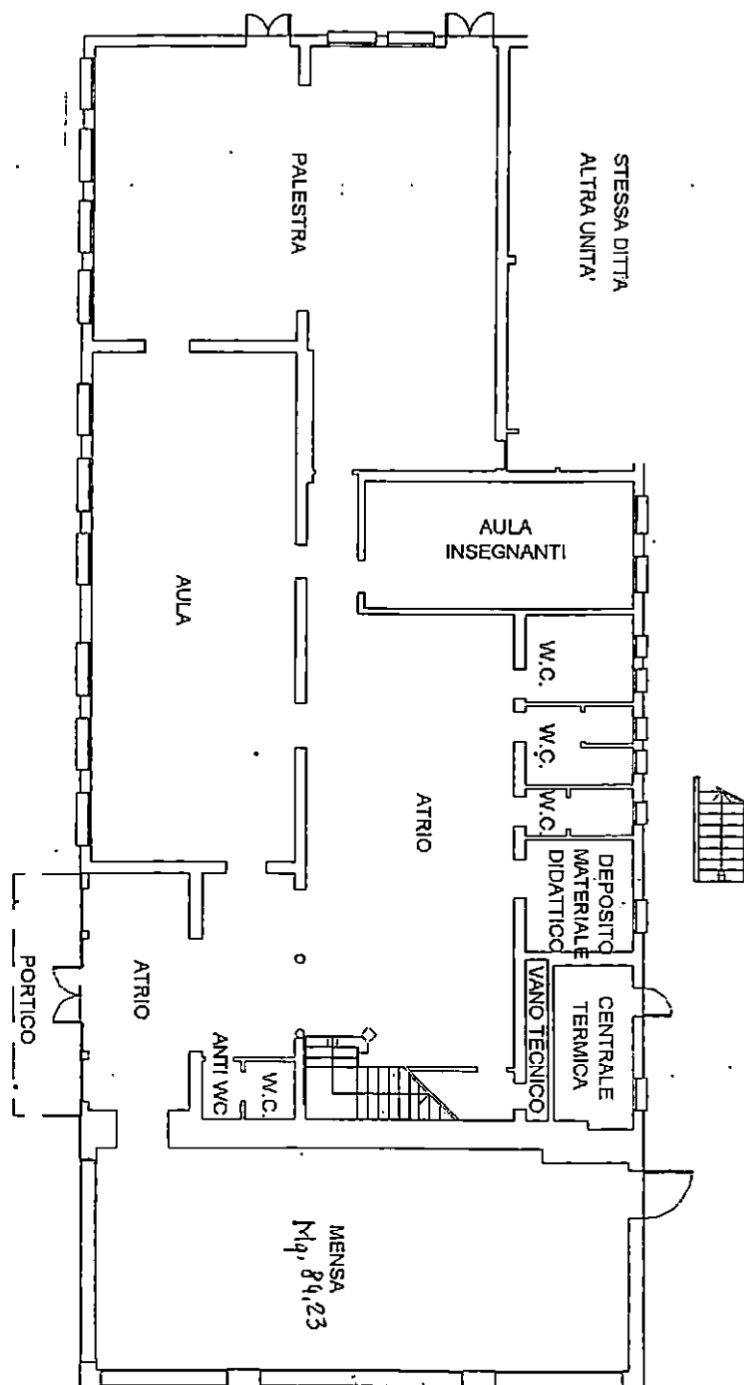 STESSA DITTA
ALTRA UNITA'
PALESTRA
AULA
INSEGNANTI
AULA
W.C.
W.C.
W.C.
ATRIO
DEPOSITO
MATERIALE
DIDATTICO
VANO TECNICO
CENTRALE
TERMICA
ATRIO
PORTICO
ANTI WC
W.C.
MENSA
Mq. 84,23